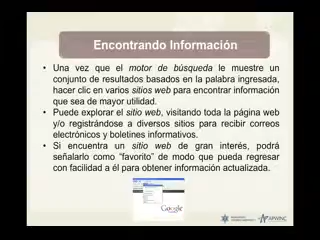 Encontrando Información
• Una vez que el motor de búsqueda le muestre un
conjunto de resultados basados en la palabra ingresada,
hacer clic en varios sitios web para encontrar información
que sea de mayor utilidad.
• Puede explorar el sitio web, visitando toda la página web
y/o registrándose a diversos sitios para recibir correos
electrónicos y boletines informativos.
• Si encuentra un sitio web de gran interés, podrá
señalarlo como "favorito" de modo que pueda regresar
con facilidad a él para obtener información actualizada.
Google